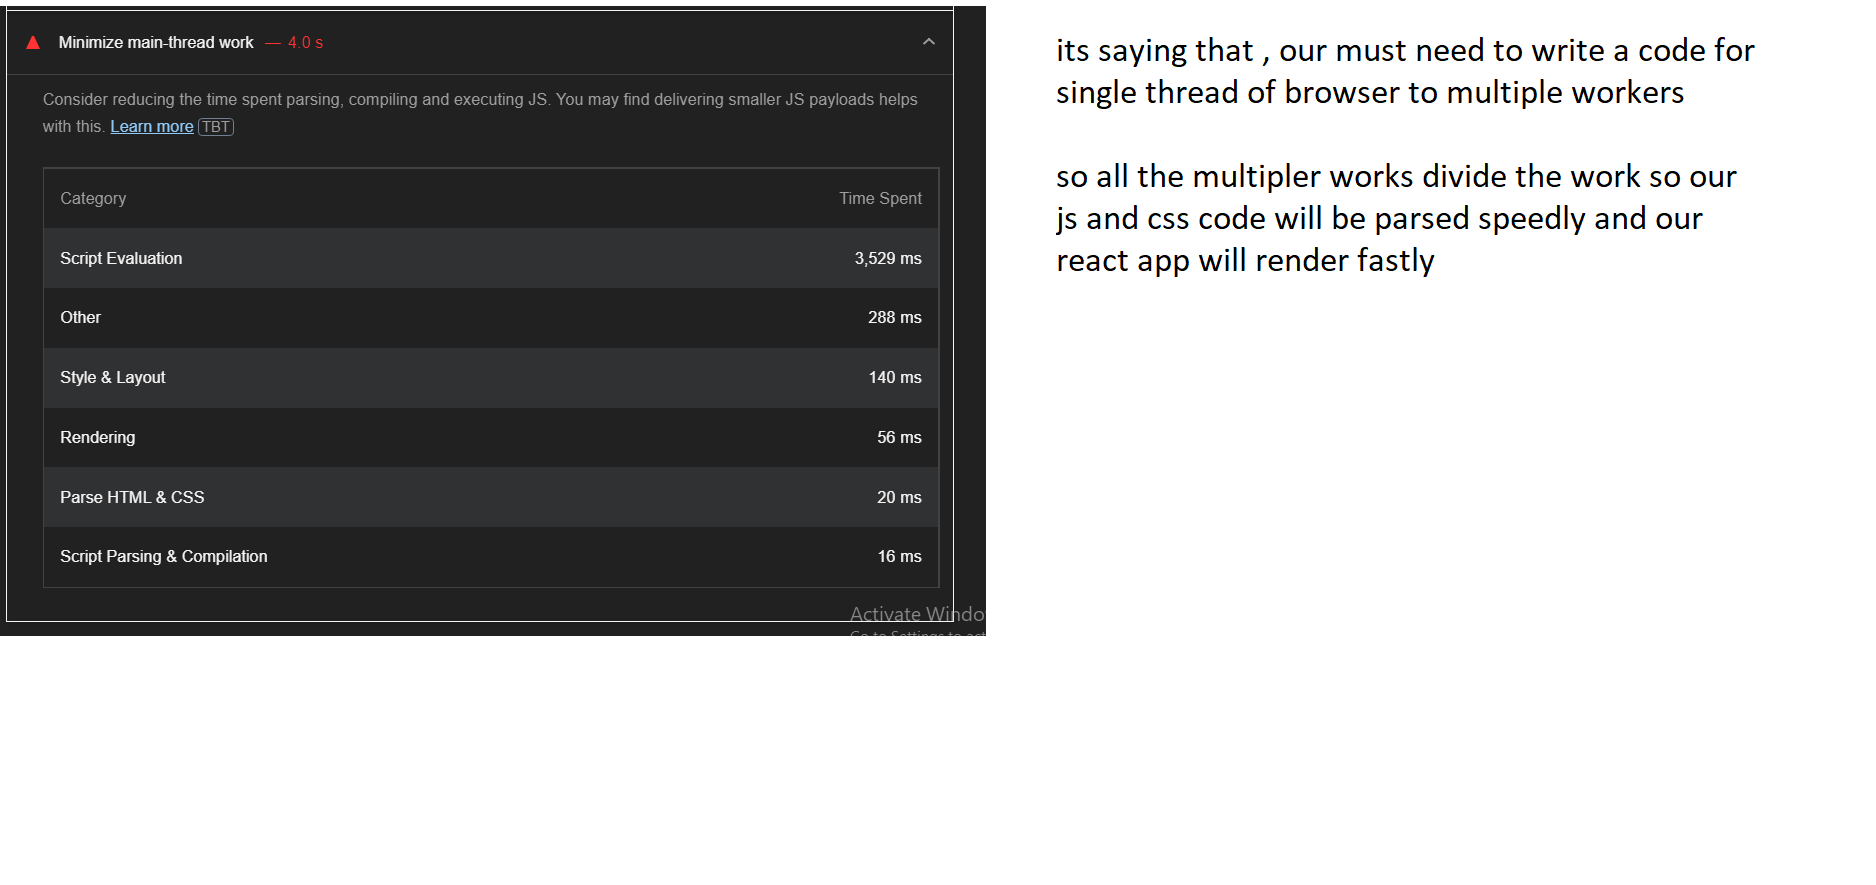 Minimize main-thread work — 4.0 s
Consider reducing the time spent parsing, compiling and executing JS. You may find delivering smaller JS payloads helps
with this. Learn more TBT
Category Time Spent
Script Evaluation 3,529 ms
Other 288 ms
Style & Layout 140 ms
Rendering 56 ms
Parse HTML & CSS 20 ms
Script Parsing & Compilation 16 ms
Activate Windo
Go to Settings to act
its saying that , our must need to write a code for
single thread of browser to multiple workers
so all the multipler works divide the work so our
js and css code will be parsed speedly and our
react app will render fastly